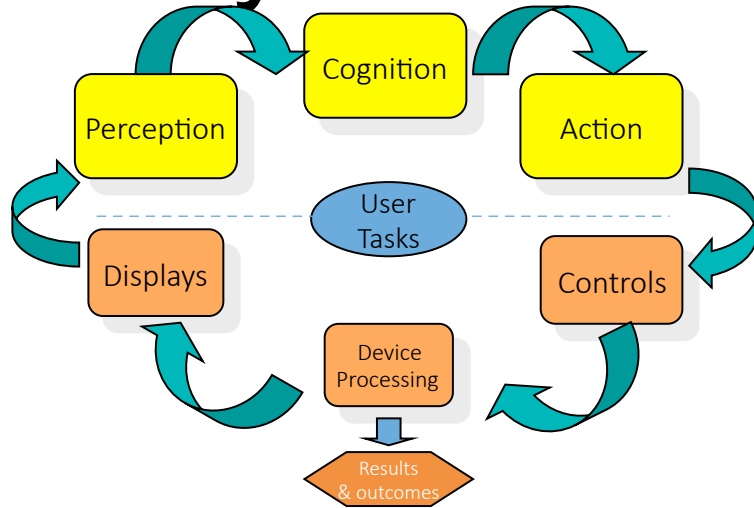 Cognition
Perception
Action
User
Tasks
Displays
Controls
Device
Processing
Results
& outcomes